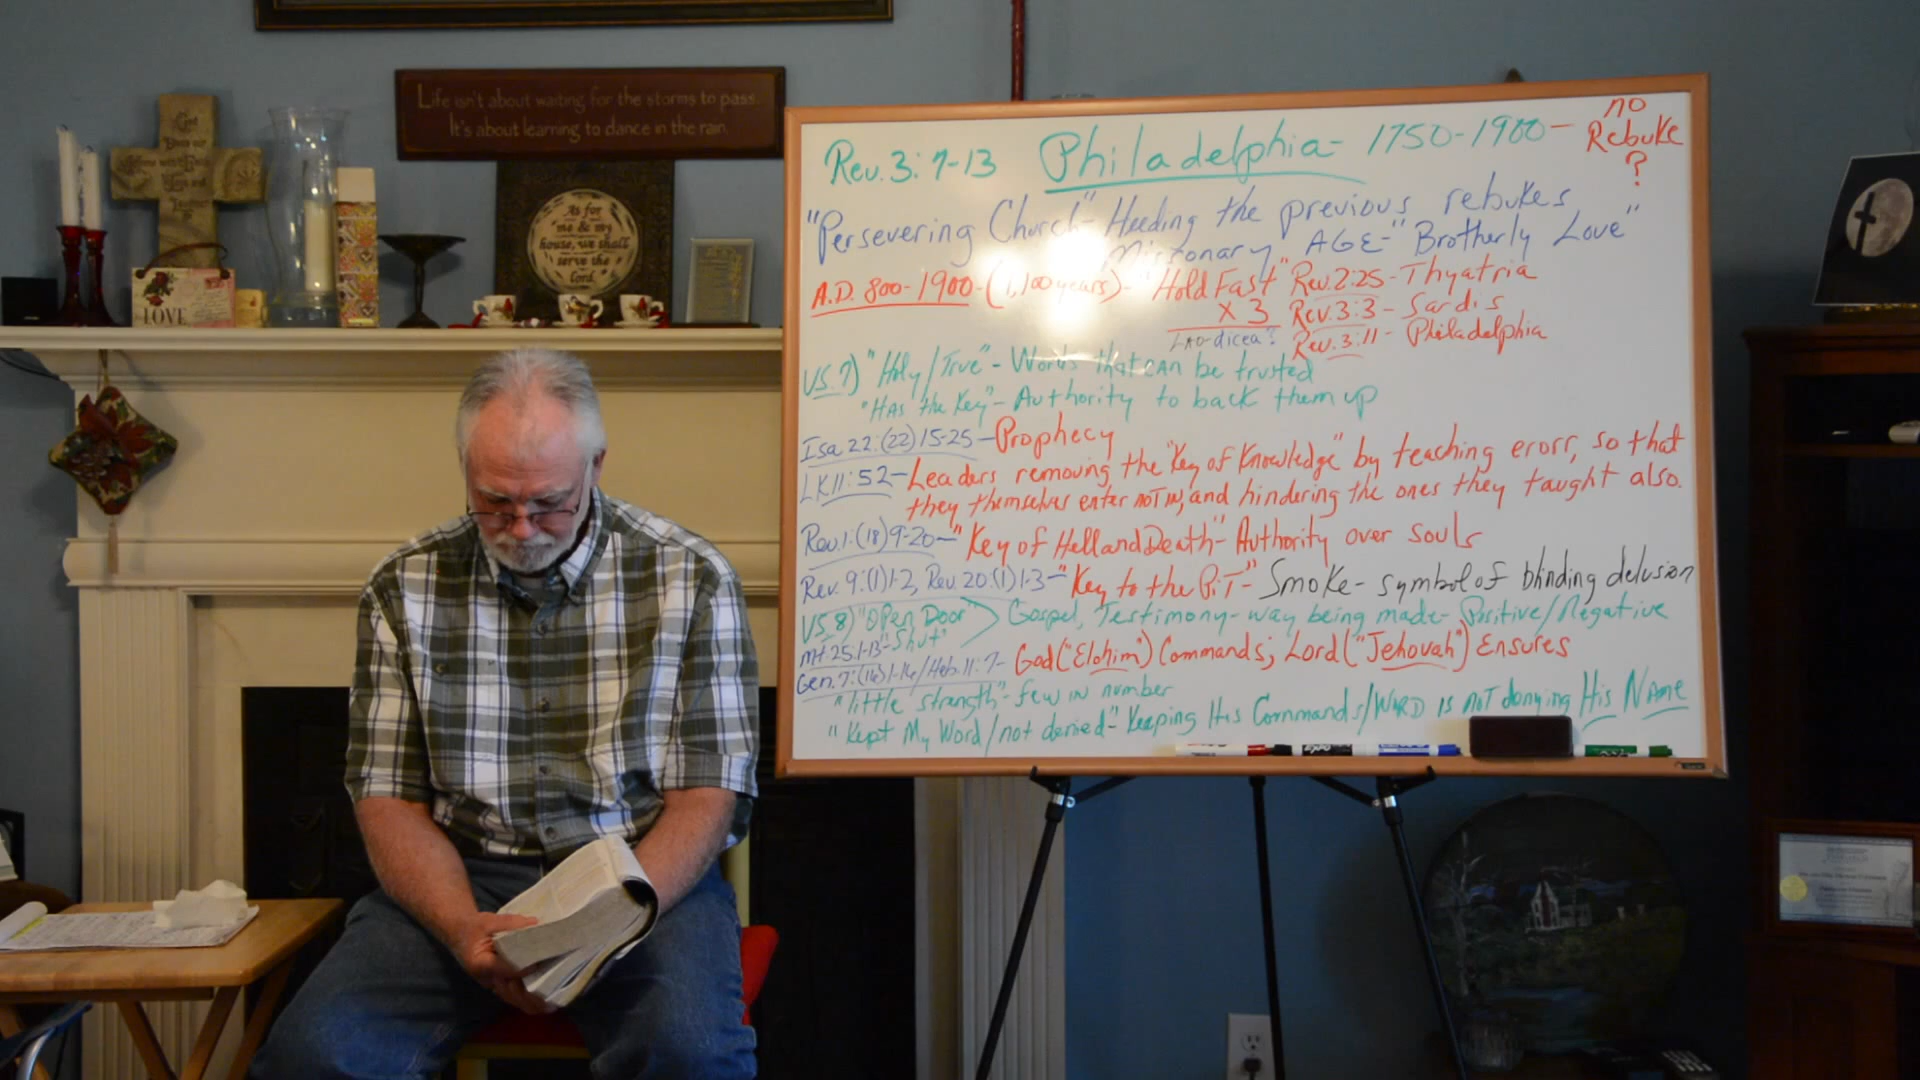 Life isn't about waiting for the storms to pass.
It's about learning to dance in the rain.
God
LOVE
As for
me & my
house, we shall
serve the
Lord.
no
Rev. 3:7-13 Philadelphia- 1750-1900- Rebuke
?
"Persevering Church" Heeding the previous rebukes
Missionary AGE-"Brotherly Love"
A.D. 800-1900-(1,100 years)-"Hold Fast" Rev. 2:25-Thyatria
x 3 Rev. 3:3-Sardis
LAO-dicea? Rev. 3:11-Philadelphia
VS. 7) "Holy/True"- Words that can be trusted
"HAS the Key"- Authority to back them up
Isa 22:(22)15-25-Prophecy
LK 11:52-Leaders removing the "Key of Knowledge" by teaching erorr, so that
they themselves enter not in, and hindering the ones they taught also.
Rev. 1:(18)9-20-"Key of Hell and Death"-Authority over souls
Rev. 9:(1)1-2, Rev. 20:(1)1-3-"Key to the PiT"- Smoke-symbol of blinding delusion
VS. 8) "OPen Door" > Gospel, Testimony-way being made-Positive/Negative
Mt. 25:1-13-"Shut"
Gen. 7:(16)1-16/Heb. 11:7- God("Elohim") Commands; Lord("Jehovah") Ensures
"little strength"-few in number
"Kept My Word/not denied"-Keeping His Commands/WORD is not denying His NAME
EXPO